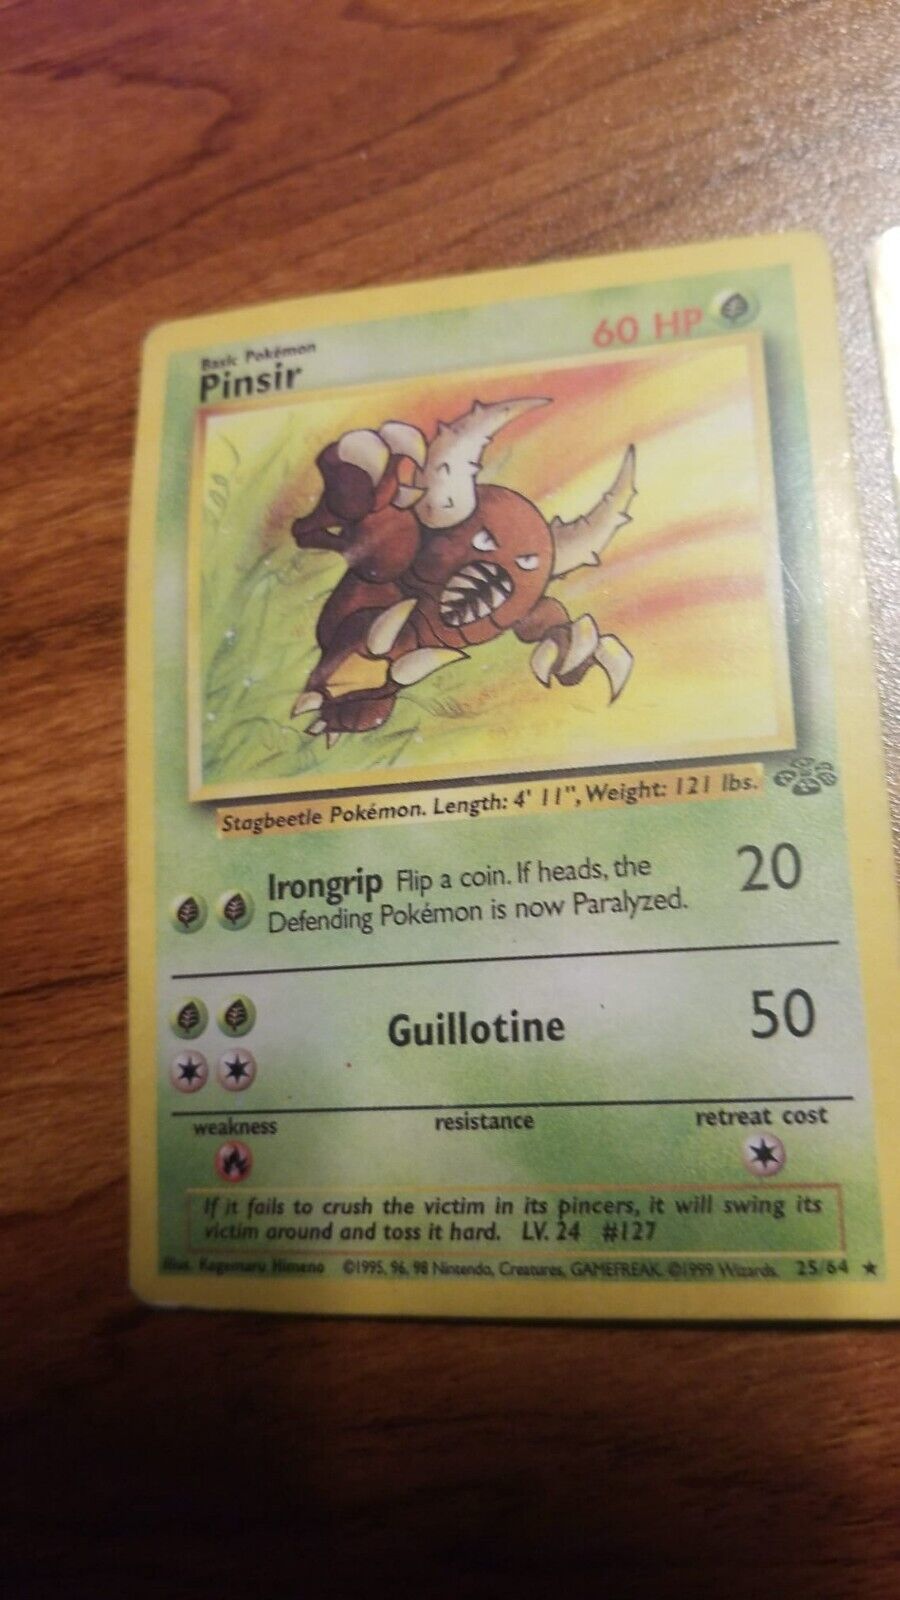 Basic Pokémon
Pinsir
60 HP
Stagbeetle Pokémon. Length: 4' 11", Weight: 121 lbs.
Irongrip Flip a coin. If heads, the
Defending Pokémon is now Paralyzed.
20
Guillotine
50
weakness
resistance
retreat cost
If it fails to crush the victim in its pincers, it will swing its
victim around and toss it hard. LV. 24 #127
Illus. Kagemaru Himeno ©1995, 96, 98 Nintendo, Creatures, GAMEFREAK. ©1999 Wizards. 25/64 ★